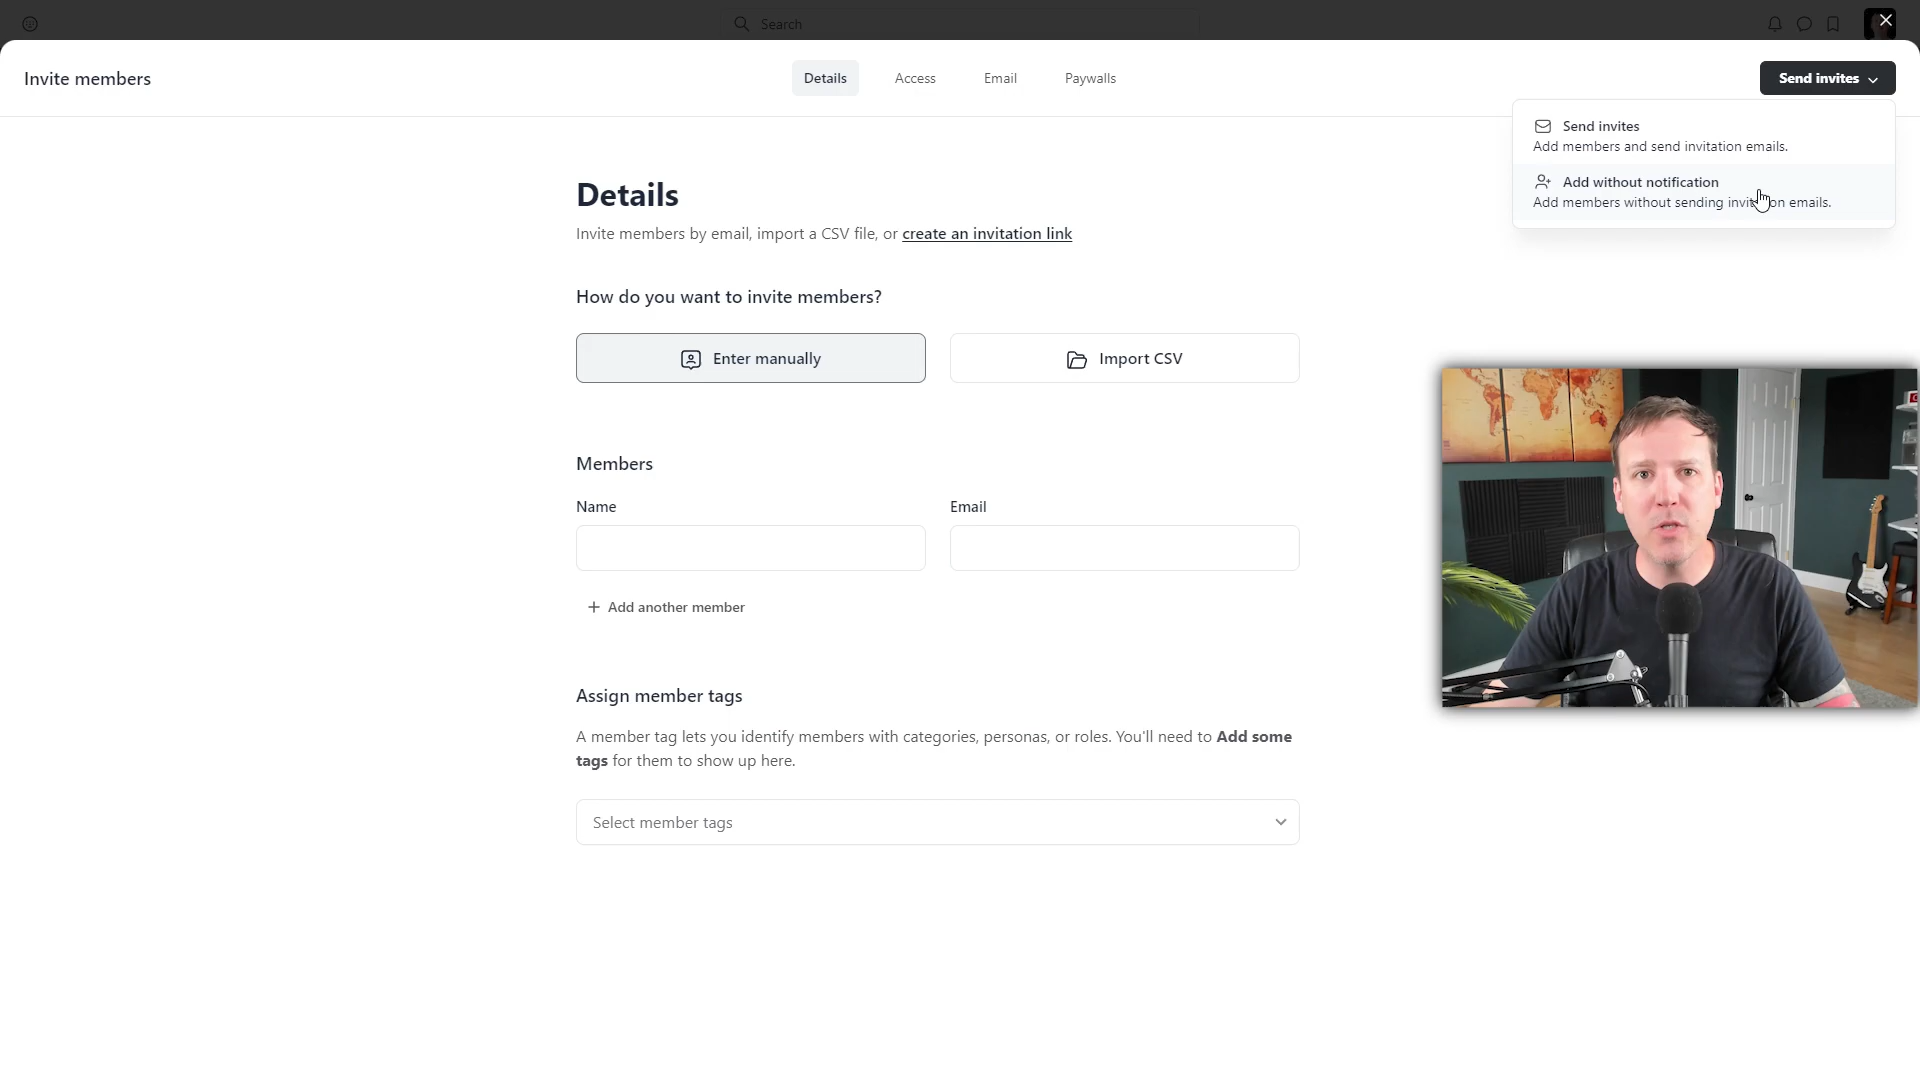 Search
Invite members
Details
Access
Email
Paywalls
Send invites
Send invites
Add members and send invitation emails.
Add without notification
Add members without sending on emails.
Details
Invite members by email, import a CSV file, or create an invitation link
How do you want to invite members?
Enter manually
Import CSV
Members
Name
Email
+ Add another member
Assign member tags
A member tag lets you identify members with categories, personas, or roles. You'll need to Add some
tags for them to show up here.
Select member tags